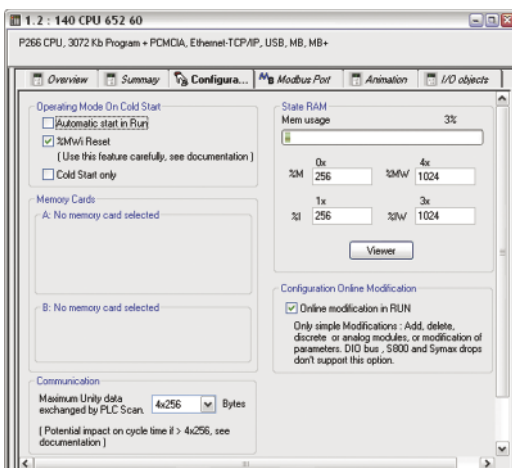 1.2 : 140 CPU 652 60
P266 CPU, 3072 Kb Program + PCMCIA, Ethernet-TCP/IP, USB, MB, MB+
Overview Summary Configura... MB Modbus Port Animation I/O objects
Operating Mode On Cold Start
Automatic start in Run
%MWi Reset
( Use this feature carefully, see documentation )
Cold Start only
Memory Cards
A: No memory card selected
B: No memory card selected
Communication
Maximum Unity data
exchanged by PLC Scan. 4x256 Bytes
( Potential impact on cycle time if > 4x256, see
documentation )
State RAM
Mem usage 3%
0x 4x
%M 256 %MW 1024
1x 3x
%I 256 %IW 1024
Viewer
Configuration Online Modification
Online modification in RUN
Only simple Modifications : Add, delete,
discrete or analog modules, or modification of
parameters. DIO bus , S800 and Symax drops
don't support this option.